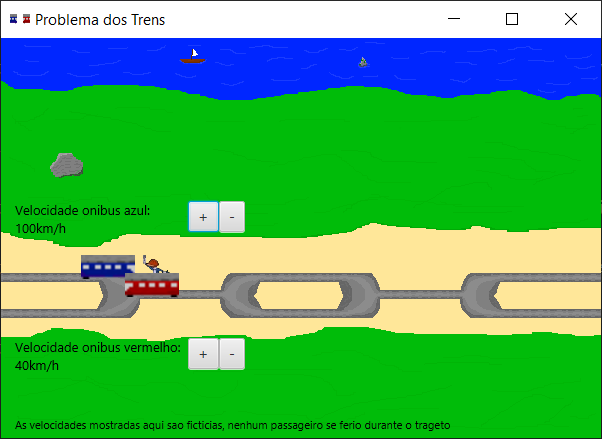 Problema dos Trens
Velocidade onibus azul:
100km/h
+ -
Velocidade onibus vermelho:
40km/h
+ -
As velocidades mostradas aqui sao ficticias, nenhum passageiro se ferio durante o trageto